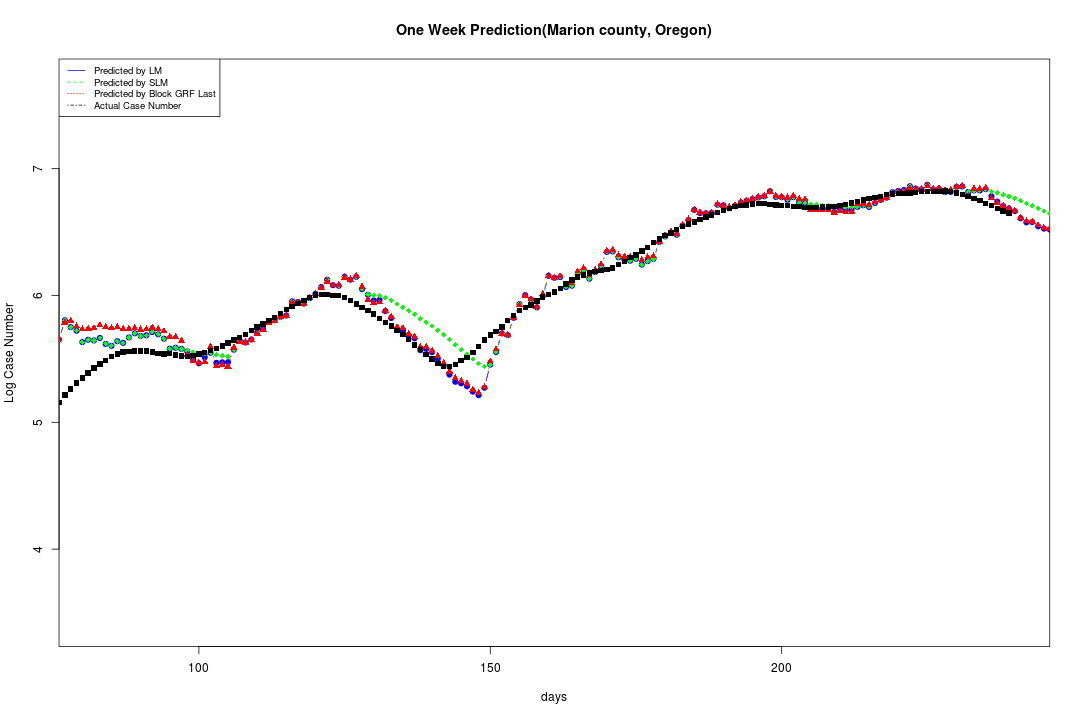 One Week Prediction(Marion county, Oregon)
Predicted by LM
Predicted by SLM
Predicted by Block GRF Last
Actual Case Number
7
6
5
4
Log Case Number
100 150 200
days